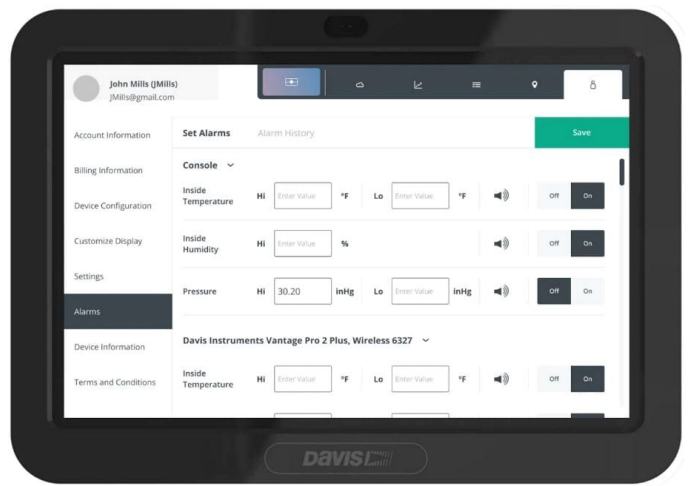 John Mills (JMills)
JMills@gmail.com
Account Information
Billing Information
Device Configuration
Customize Display
Settings
Alarms
Device Information
Terms and Conditions
Set Alarms Alarm History Save
Console
Inside Temperature Hi Enter Value °F Lo Enter Value °F Off On
Inside Humidity Hi Enter Value % Off On
Pressure Hi 30.20 inHg Lo Enter Value inHg Off On
Davis Instruments Vantage Pro 2 Plus, Wireless 6327
Inside Temperature Hi Enter Value °F Lo Enter Value °F Off On
Davis